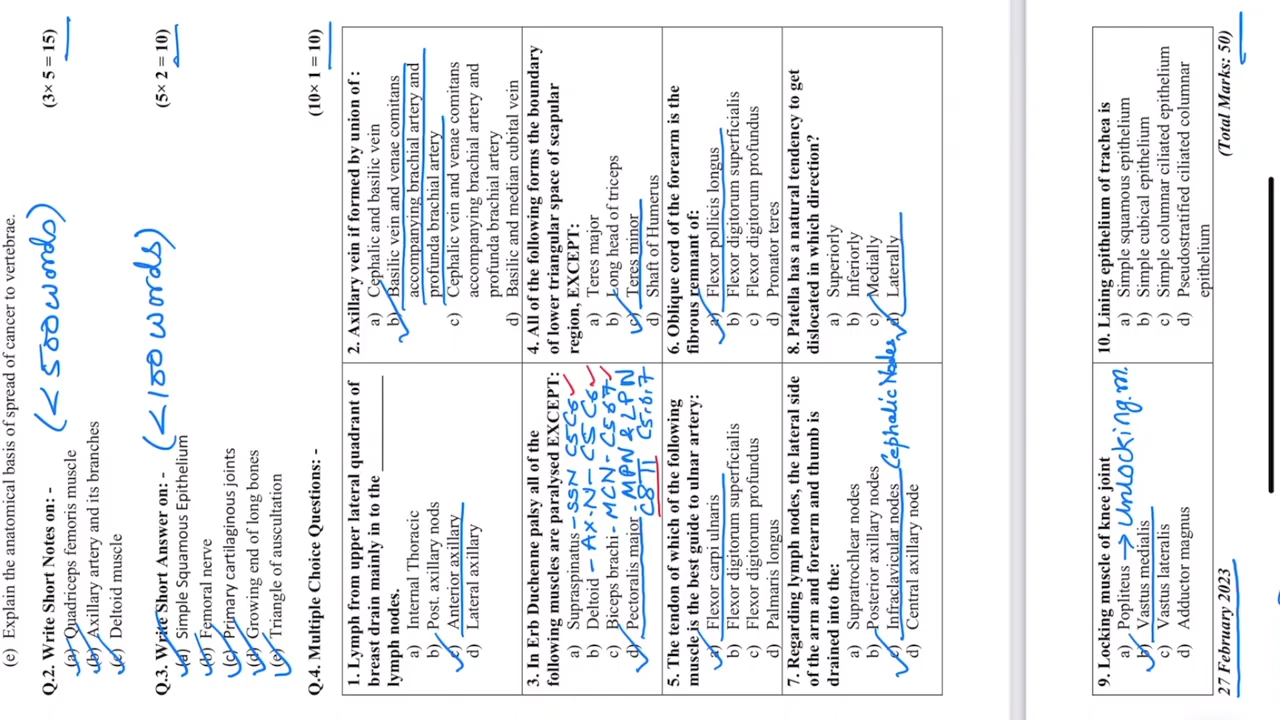 (e) Explain the anatomical basis of spread of cancer to vertebrae.
Q.2. Write Short Notes on: - (<500 words) (3× 5 = 15)
(a) Quadriceps femoris muscle
(b) Axillary artery and its branches
(c) Deltoid muscle
Q.3. Write Short Answer on: - (<100 words) (5× 2 = 10)
(a) Simple Squamous Epithelium
(b) Femoral nerve
(c) Primary cartilaginous joints
(d) Growing end of long bones
(e) Triangle of auscultation
Q.4. Multiple Choice Questions: - (10× 1 = 10)
1. Lymph from upper lateral quadrant of
breast drain mainly in to the ________
lymph nodes.
a) Internal Thoracic
b) Post. axillary nods
c) Anterior axillary
d) Lateral axillary
2. Axillary vein if formed by union of :
a) Cephalic and basilic vein
b) Basilic vein and venae comitans
accompanying brachial artery and
profunda brachial artery
c) Cephalic vein and venae comitans
accompanying brachial artery and
profunda brachial artery
d) Basilic and median cubital vein
3. In Erb Duchenne palsy all of the
following muscles are paralysed EXCEPT:
a) Supraspinatus - SSN C5C6
b) Deltoid - AX.N - C5C6
c) Biceps brachi - MCN - C567
d) Pectoralis major - MPN & LPN
C8T1 C5,6,7
4. All of the following forms the boundary
of lower triangular space of scapular
region, EXCEPT:
a) Teres major
b) Long head of triceps
c) Teres minor
d) Shaft of Humerus
5. The tendon of which of the following
muscle is the best guide to ulnar artery:
a) Flexor carpi ulnaris
b) Flexor digitorum superficialis
c) Flexor digitorum profundus
d) Palmaris longus
6. Oblique cord of the forearm is the
fibrous remnant of:
a) Flexor pollicis longus
b) Flexor digitorum superficialis
c) Flexor digitorum profundus
d) Pronator teres
7. Regarding lymph nodes, the lateral side
of the arm and forearm and thumb is
drained into the:
a) Supratrochlear nodes
b) Posterior axillary nodes
c) Infraclavicular nodes Cephalic Nodes
d) Central axillary node
8. Patella has a natural tendency to get
dislocated in which direction?
a) Superiorly
b) Inferiorly
c) Medially
d) Laterally
9. Locking muscle of knee joint
a) Popliteus → Unlocking.m.
b) Vastus medialis
c) Vastus lateralis
d) Adductor magnus
10. Lining epithelium of trachea is
a) Simple squamous epithelium
b) Simple cubical epithelium
c) Simple columnar ciliated epithelium
d) Pseudostratified ciliated columnar
epithelium
27 February 2023 (Total Marks: 50)